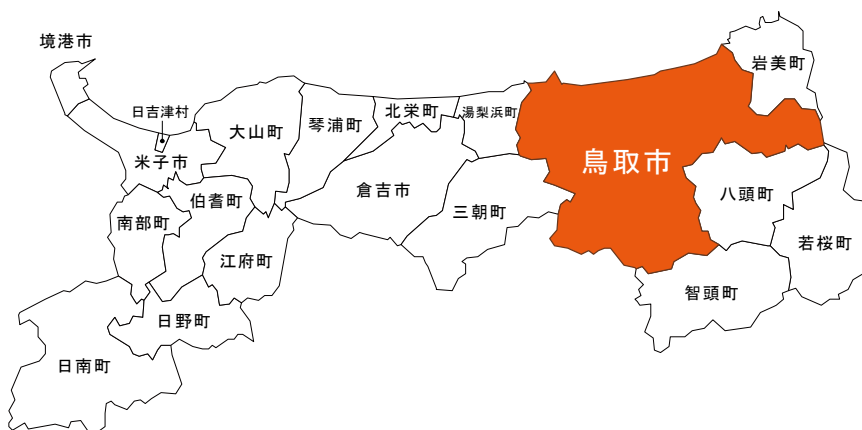 境港市
岩美町
日吉津村
北栄町
湯梨浜町
琴浦町
大山町
鳥取市
米子市
倉吉市
八頭町
伯耆町
三朝町
南部町
若桜町
江府町
智頭町
日野町
日南町